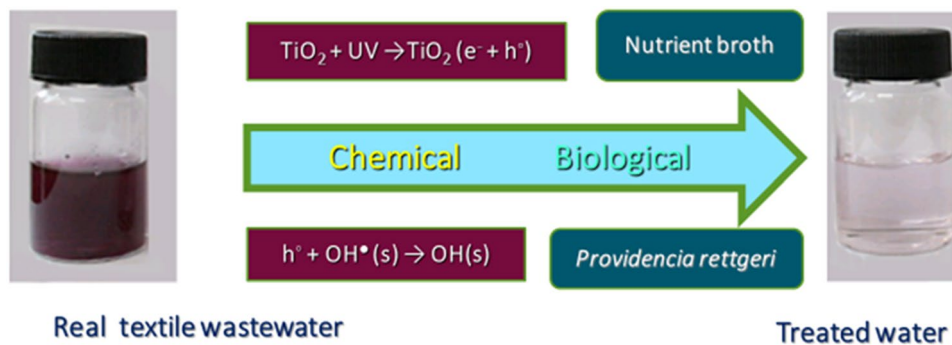 TiO₂ + UV →TiO₂ (e⁻ + h°)
Nutrient broth
Chemical Biological
h° + OH• (s) → OH(s)
Providencia rettgeri
Real textile wastewater
Treated water